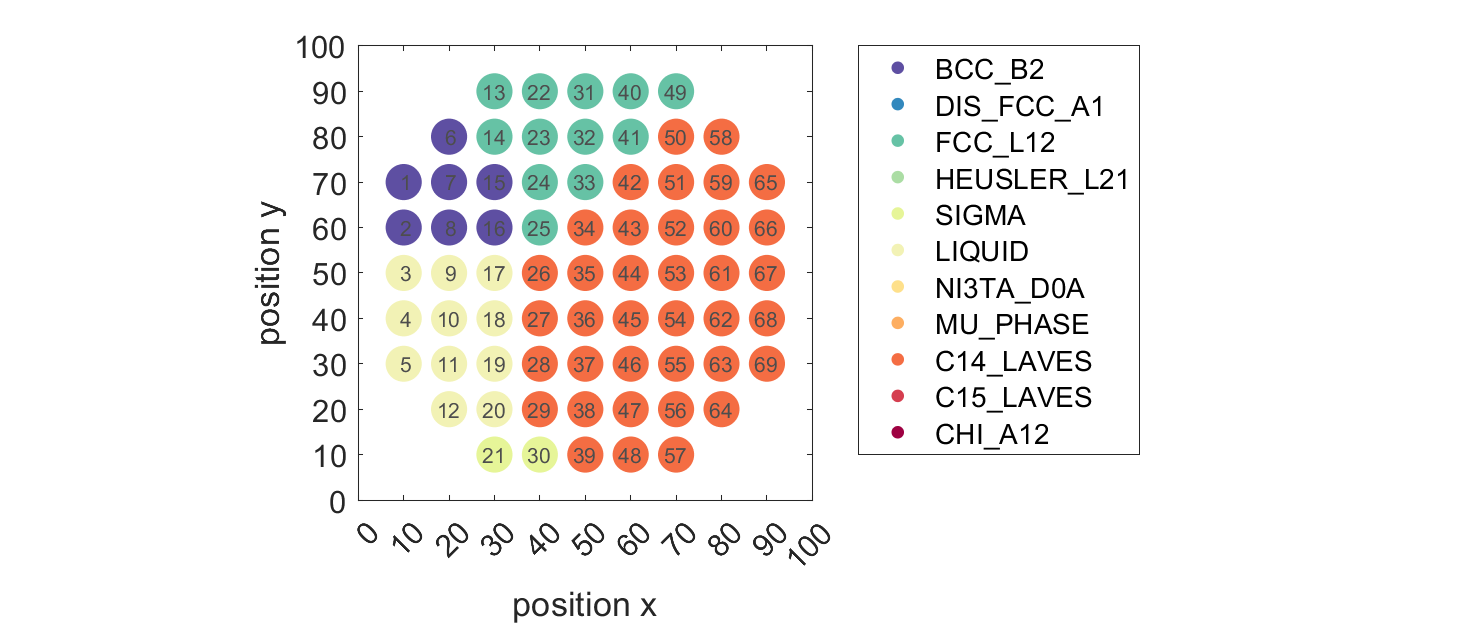 100
90 13 22 31 40 49
80 6 14 23 32 41 50 58
70 1 7 15 24 33 42 51 59 65
60 2 8 16 25 34 43 52 60 66
50 3 9 17 26 35 44 53 61 67
40 4 10 18 27 36 45 54 62 68
30 5 11 19 28 37 46 55 63 69
20 12 20 29 38 47 56 64
10 21 30 39 48 57
0
position y
0 10 20 30 40 50 60 70 80 90 100
position x
BCC_B2
DIS_FCC_A1
FCC_L12
HEUSLER_L21
SIGMA
LIQUID
NI3TA_D0A
MU_PHASE
C14_LAVES
C15_LAVES
CHI_A12